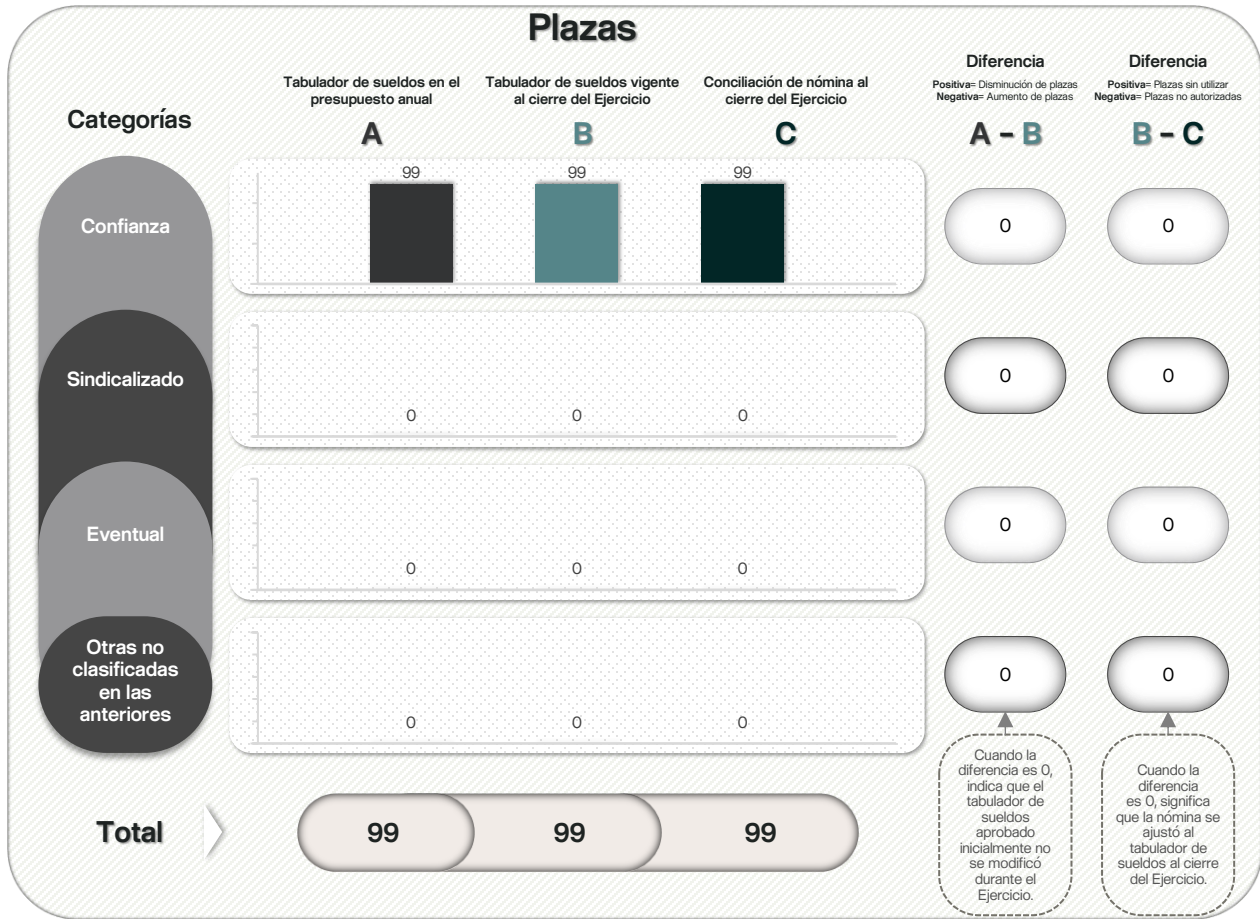 Plazas
Categorías
Tabulador de sueldos en el
presupuesto anual
A
Tabulador de sueldos vigente
al cierre del Ejercicio
B
Conciliación de nómina al
cierre del Ejercicio
C
Diferencia
Positiva= Disminución de plazas
Negativa= Aumento de plazas
A - B
Diferencia
Positiva= Plazas sin utilizar
Negativa= Plazas no autorizadas
B - C
Confianza
99
99
99
0
0
Sindicalizado
0
0
0
0
0
Eventual
0
0
0
0
0
Otras no
clasificadas
en las
anteriores
0
0
0
0
0
Cuando la
diferencia es 0,
indica que el
tabulador de
sueldos
aprobado
inicialmente no
se modificó
durante el
Ejercicio.
Cuando la
diferencia
es 0, significa
que la nómina se
ajustó al
tabulador de
sueldos al cierre
del Ejercicio.
Total
99
99
99